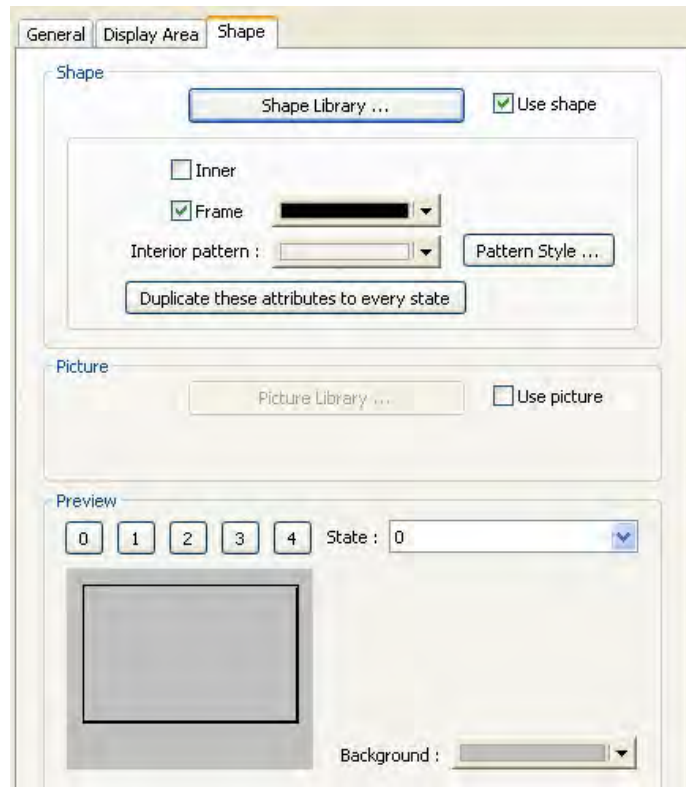 General Display Area Shape
Shape
Shape Library ... Use shape
Inner
Frame
Interior pattern : Pattern Style ...
Duplicate these attributes to every state
Picture
Picture Library ... Use picture
Preview
0 1 2 3 4 State : 0
Background :